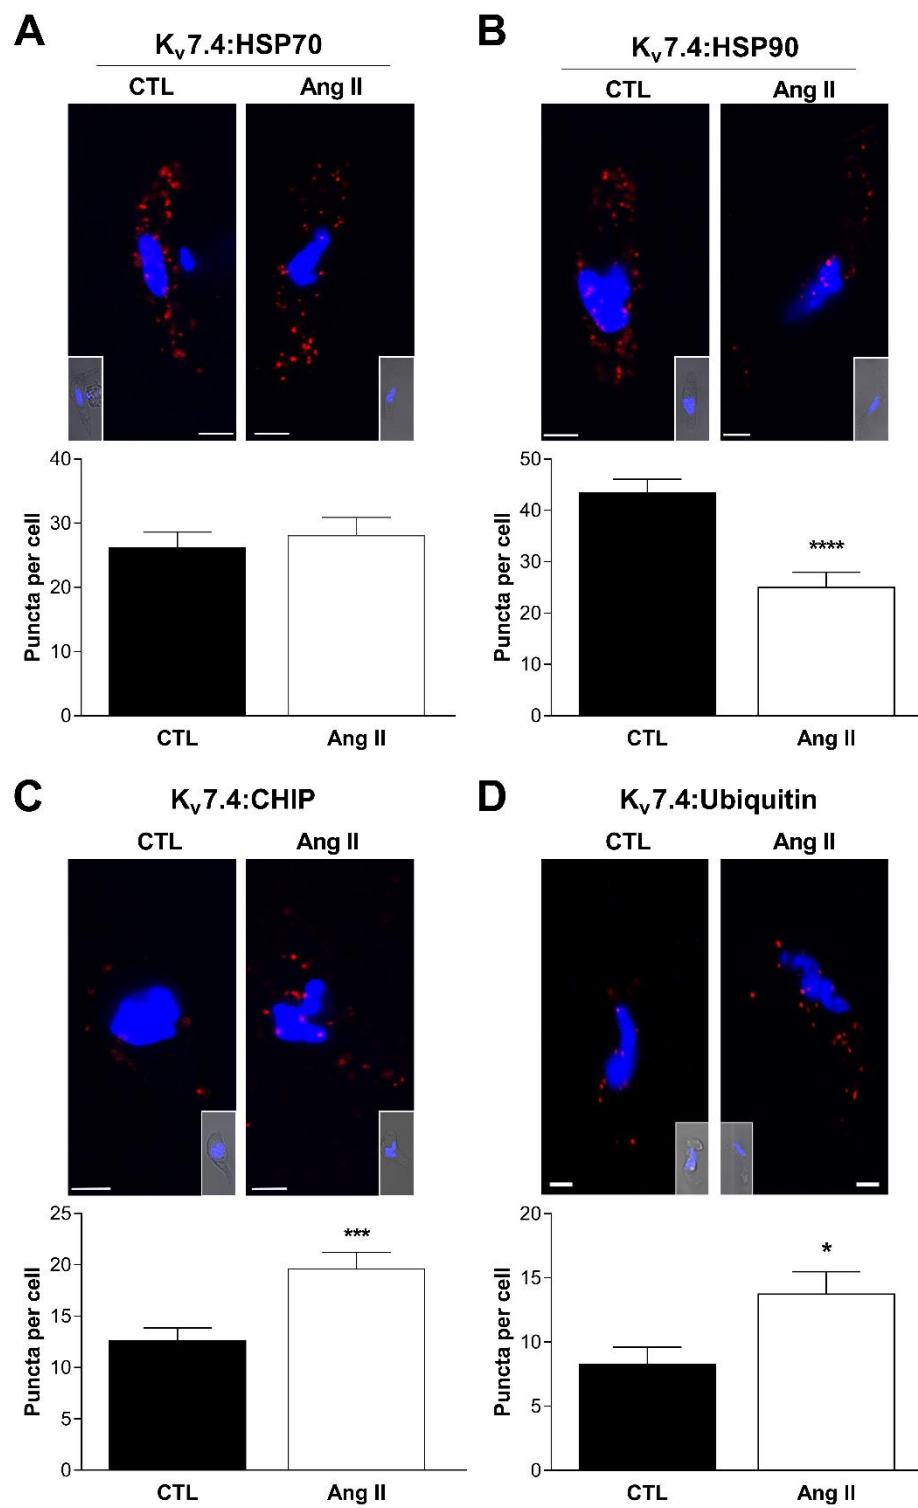 A
Kv7.4:HSP70
CTL Ang II
40
30
20
10
0
Puncta per cell
CTL Ang II
B
Kv7.4:HSP90
CTL Ang II
50
40
30
20
10
0
Puncta per cell
****
CTL Ang II
C
Kv7.4:CHIP
CTL Ang II
25
20
15
10
5
0
Puncta per cell
***
CTL Ang II
D
Kv7.4:Ubiquitin
CTL Ang II
20
15
10
5
0
Puncta per cell
*
CTL Ang II